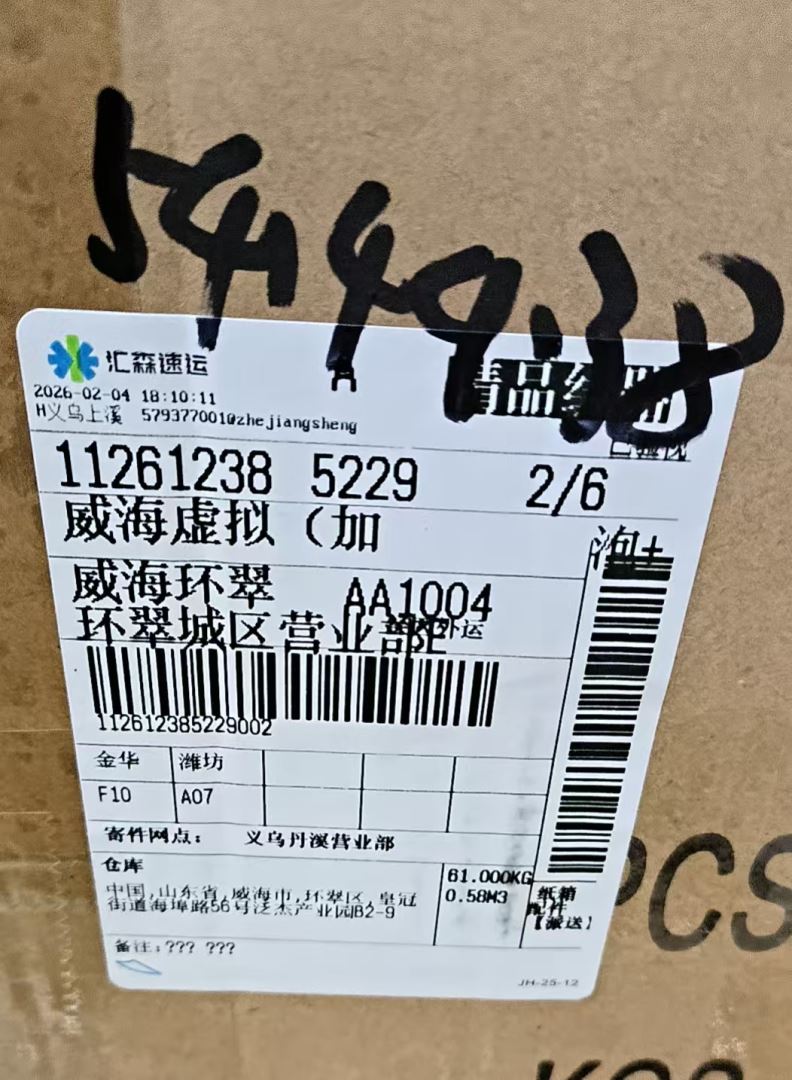 汇森速运
2026-02-04 18:10:11
H义乌上溪 579377001@zhejiangsheng
11261238 5229 2/6
威海虚拟（加
泡+
威海环翠 AA1004
环翠城区营业部
外运
112612385229002
金华 潍坊
F10 A07
寄件网点： 义乌丹溪营业部
仓库
61.000KG
0.58M3
中国,山东省,威海市,环翠区,皇冠
街道海埠路56号泛杰产业园B2-9
纸箱
配件
【派送】
备注:??? ???
JH-25-12
PCS